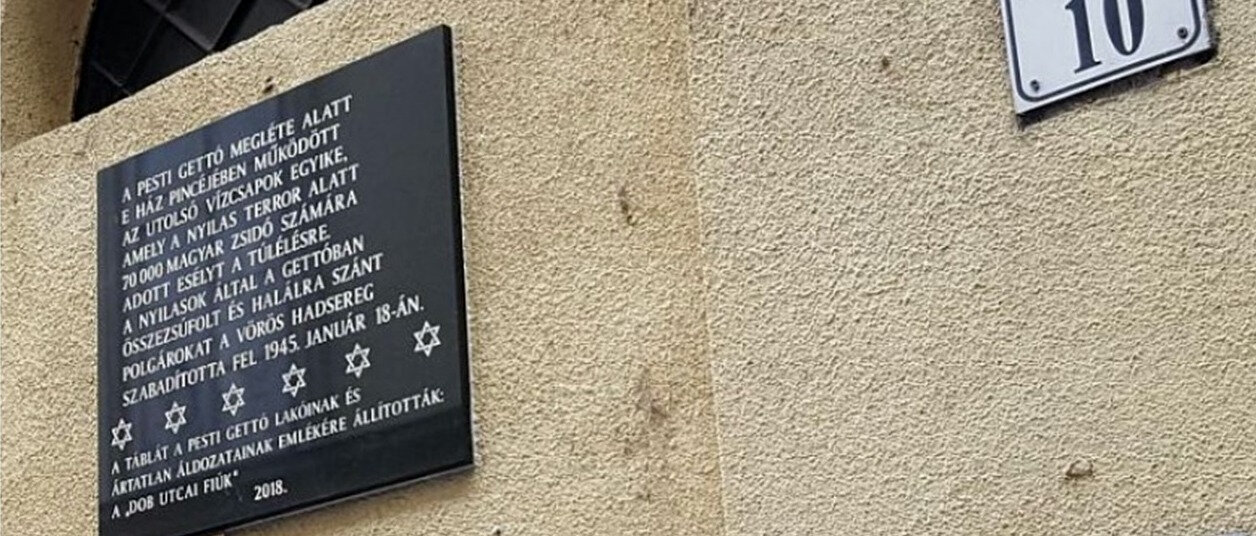 A PESTI GETTÓ MEGLÉTE ALATT
E HÁZ PINCÉJÉBEN MŰKÖDÖTT
AZ UTOLSÓ VÍZCSAPOK EGYIKE,
AMELY A NYILAS TERROR ALATT
70 000 MAGYAR ZSIDÓ SZÁMÁRA
ADOTT ESÉLYT A TÚLÉLÉSRE.
A NYILASOK ÁLTAL A GETTÓBAN
ÖSSZEZSÚFOLT ÉS HALÁLRA SZÁNT
POLGÁROKAT A VÖRÖS HADSEREG
SZABADÍTOTTA FEL 1945. JANUÁR 18-ÁN.
A TÁBLÁT A PESTI GETTÓ LAKÓINAK ÉS
ÁRTATLAN ÁLDOZATAINAK EMLÉKÉRE ÁLLÍTOTTÁK:
A „DOB UTCAI FIÚK"
2018.
10